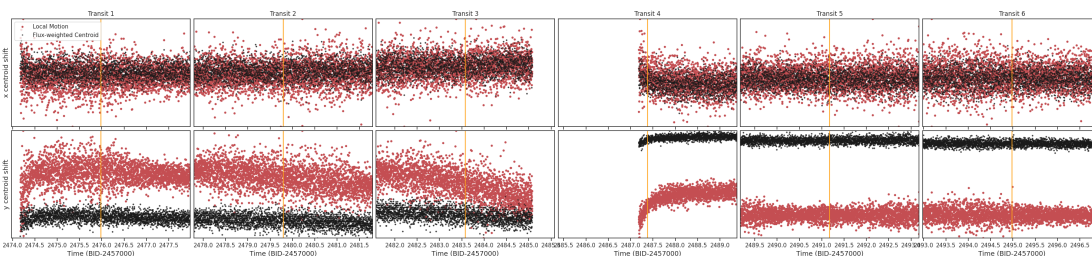 Transit 1
Transit 2
Transit 3
Transit 4
Transit 5
Transit 6
Local Motion
Flux-weighted Centroid
x centroid shift
y centroid shift
2474.0 2474.5 2475.0 2475.5 2476.0 2476.5 2477.0 2477.5
2478.0 2478.5 2479.0 2479.5 2480.0 2480.5 2481.0 2481.5
2482.0 2482.5 2483.0 2483.5 2484.0 2484.5 2485.0
2486.0 2486.5 2487.0 2487.5 2488.0 2488.5 2489.0
2489.5 2490.0 2490.5 2491.0 2491.5 2492.0
2493.5 2494.0 2494.5 2495.0 2495.5 2496.0 2496.5
Time (BJD-2457000)
Time (BJD-2457000)
Time (BJD-2457000)
Time (BJD-2457000)
Time (BJD-2457000)
Time (BJD-2457000)